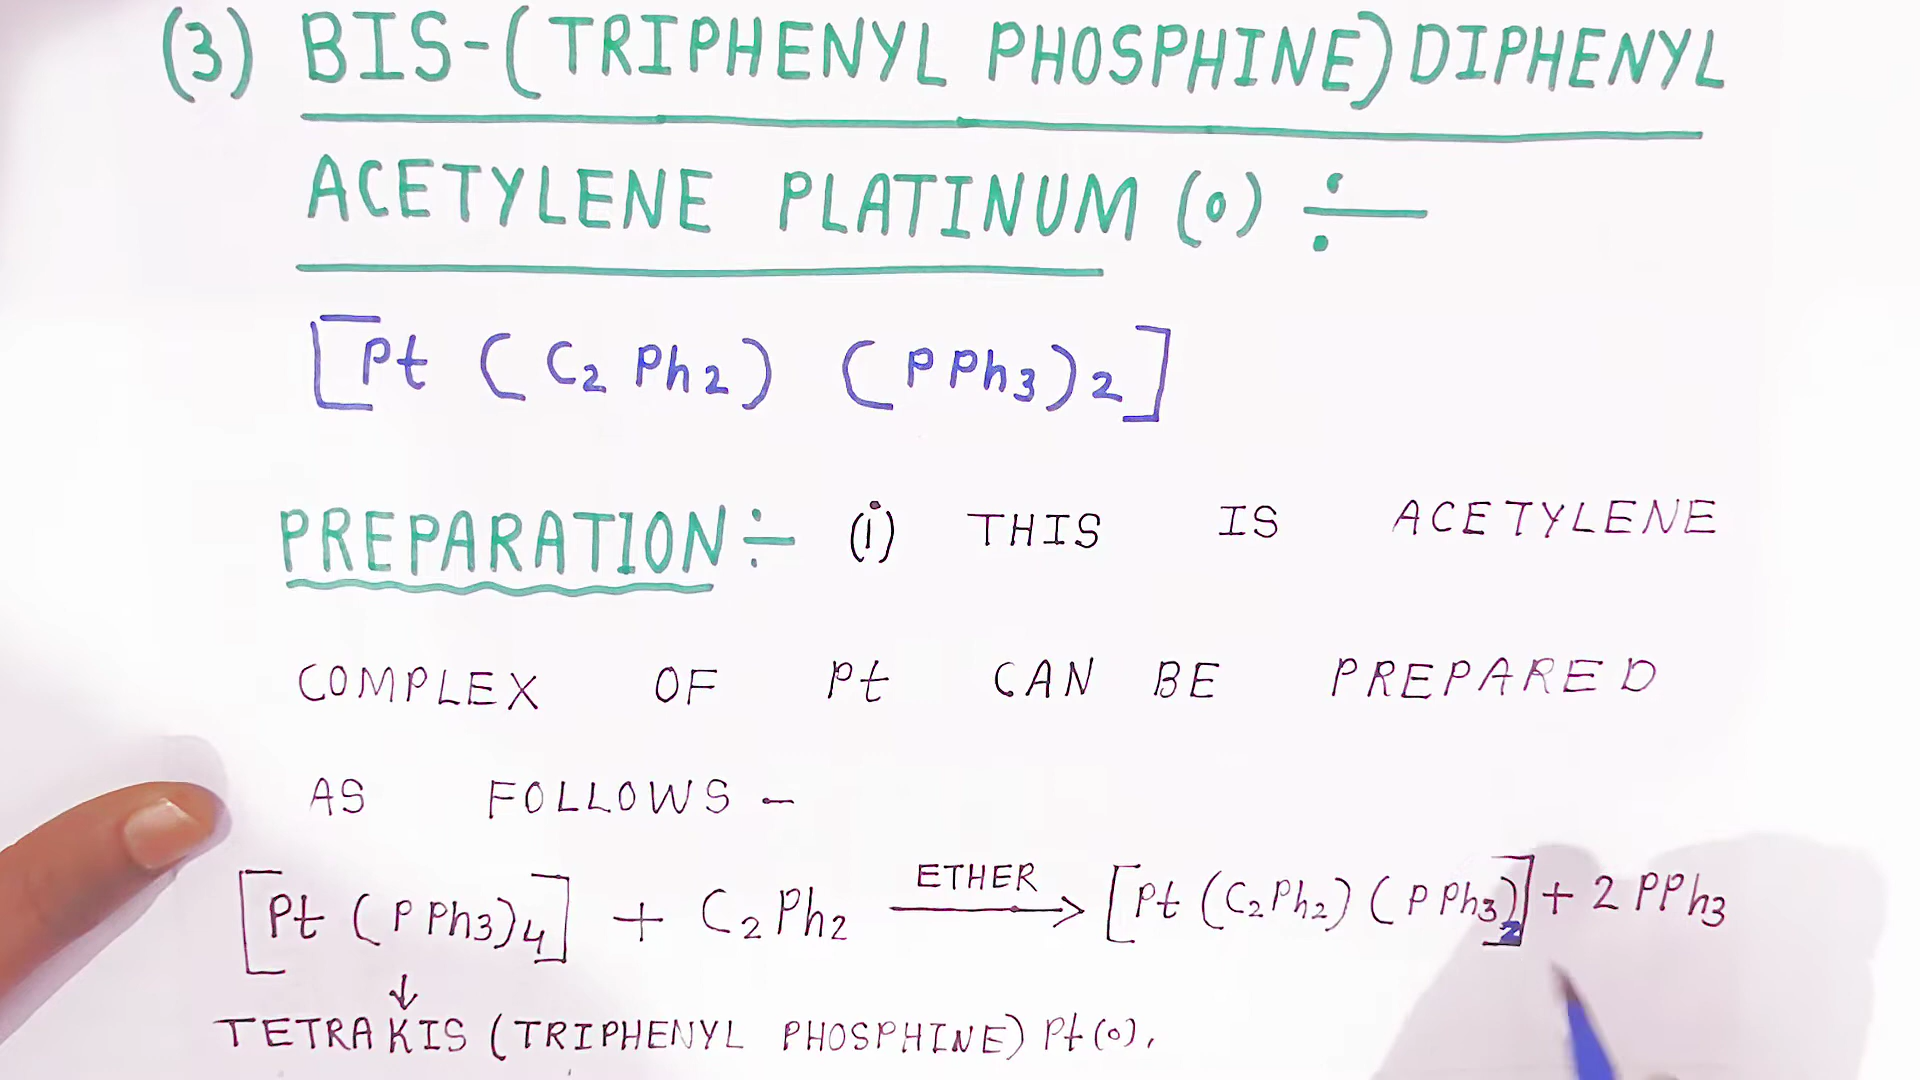 (3) BIS-(TRIPHENYL PHOSPHINE)DIPHENYL
ACETYLENE PLATINUM (0) ÷
[Pt (C2 Ph2) (PPh3)2]
PREPARATION÷ (i) THIS IS ACETYLENE
COMPLEX OF Pt CAN BE PREPARED
AS FOLLOWS -
[Pt (PPh3)4] + C2Ph2 ETHER → [Pt (C2Ph2) (PPh3)2] + 2 PPh3
↓
TETRAKIS (TRIPHENYL PHOSPHINE) Pt(0),